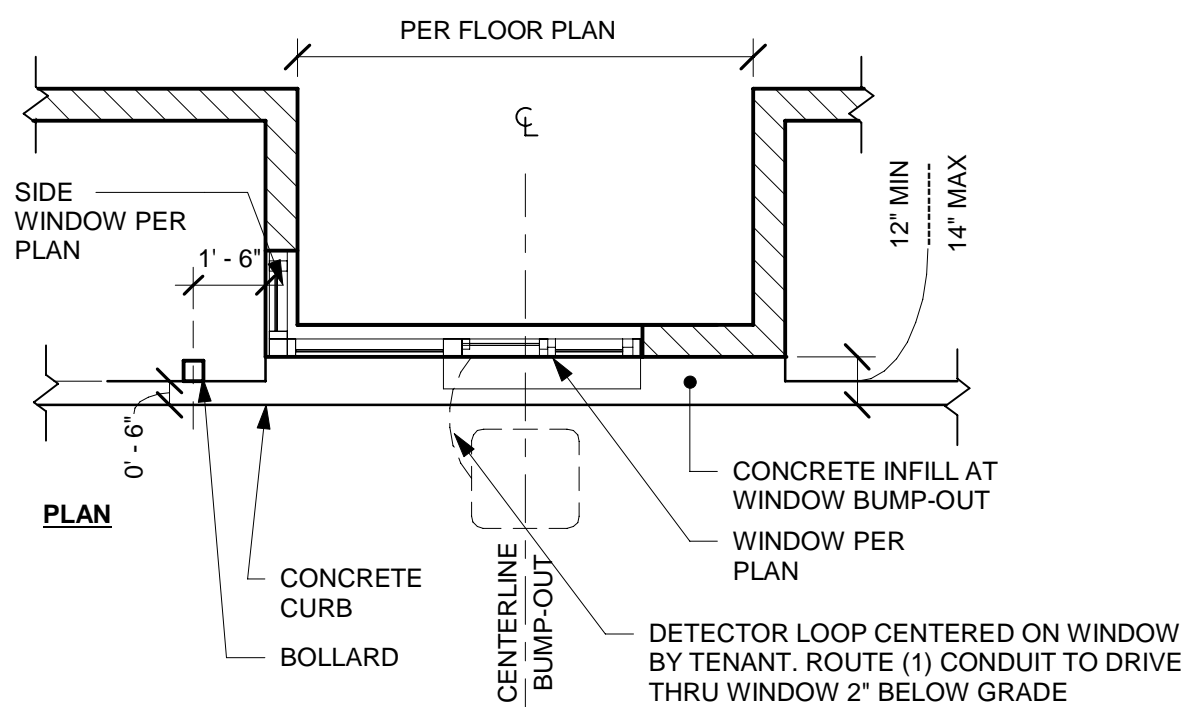 PER FLOOR PLAN
℄
SIDE
WINDOW PER
PLAN
1' - 6"
12" MIN
14" MAX
0' - 6"
PLAN
CONCRETE INFILL AT
WINDOW BUMP-OUT
WINDOW PER
PLAN
CONCRETE
CURB
BOLLARD
CENTERLINE
BUMP-OUT
DETECTOR LOOP CENTERED ON WINDOW
BY TENANT. ROUTE (1) CONDUIT TO DRIVE
THRU WINDOW 2" BELOW GRADE